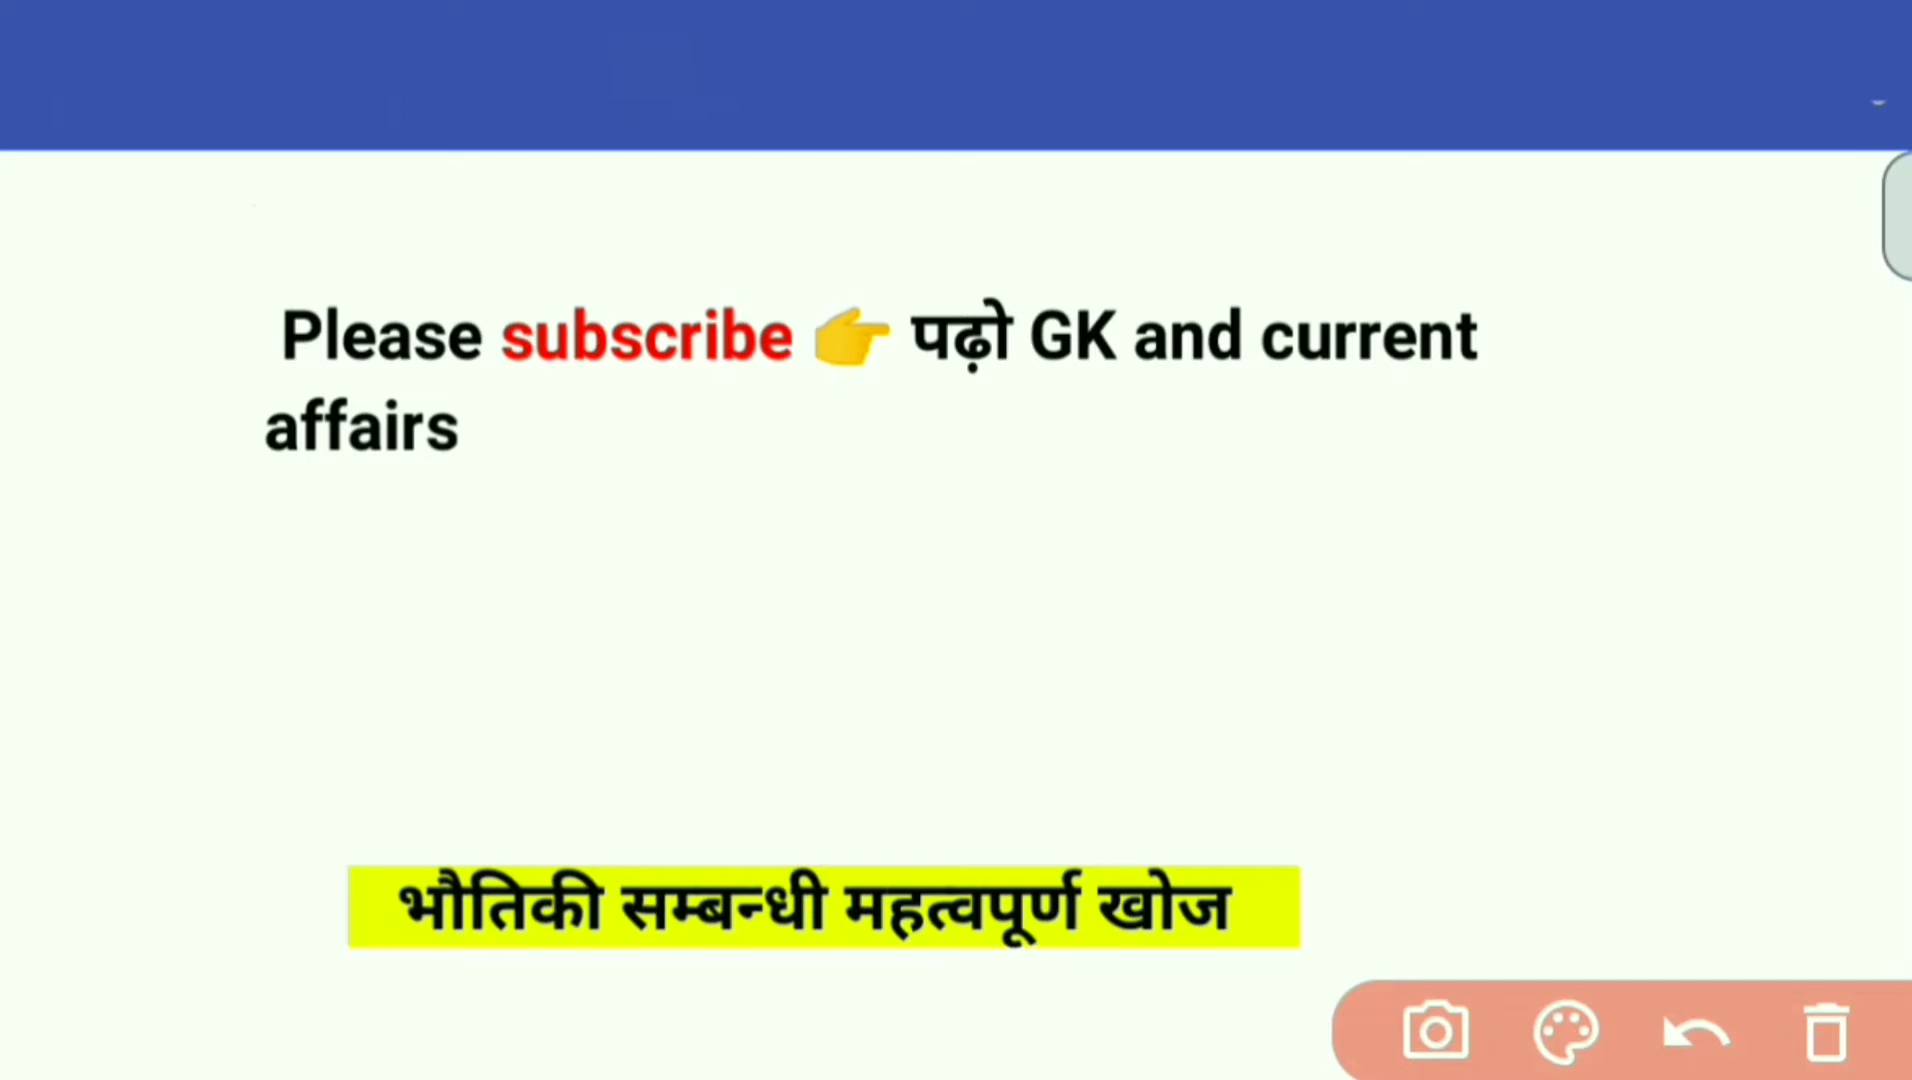 Please subscribe 👉 पढ़ो GK and current
affairs
भौतिकी सम्बन्धी महत्वपूर्ण खोज